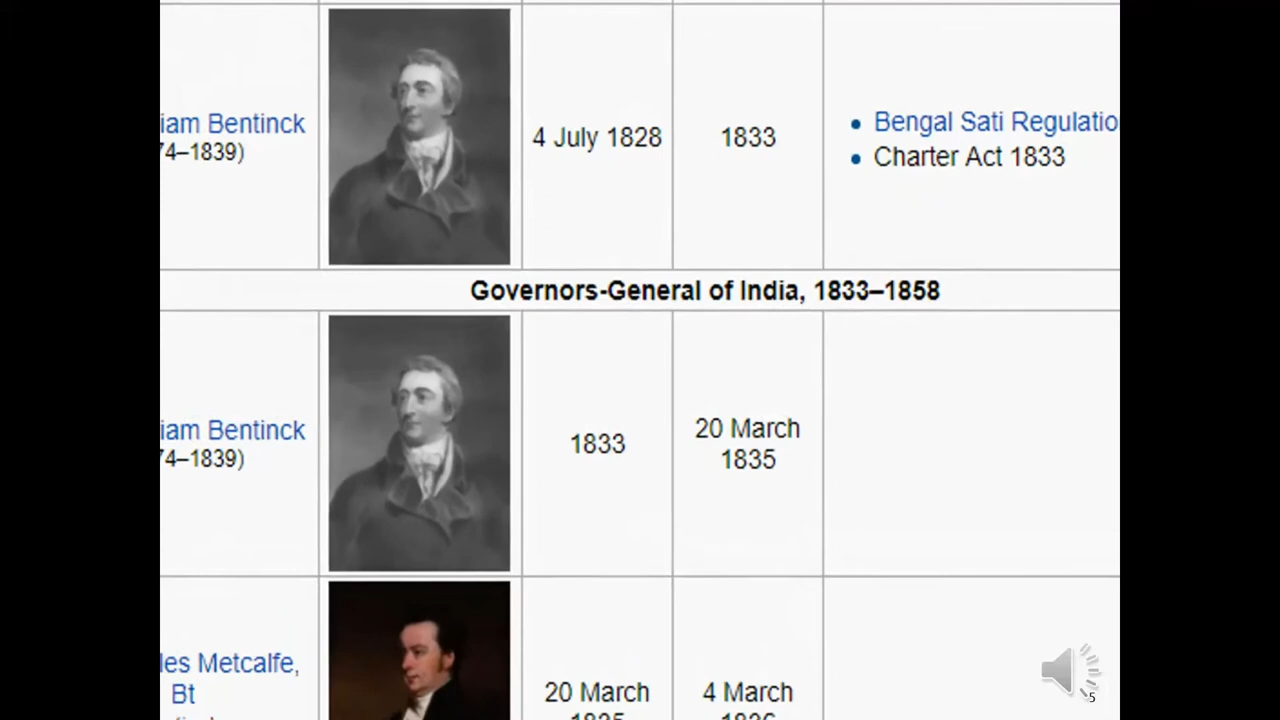 iam Bentinck
74–1839)
4 July 1828
1833
Bengal Sati Regulatio
Charter Act 1833
Governors-General of India, 1833–1858
iam Bentinck
74–1839)
1833
20 March
1835
les Metcalfe,
Bt
20 March
4 March
5